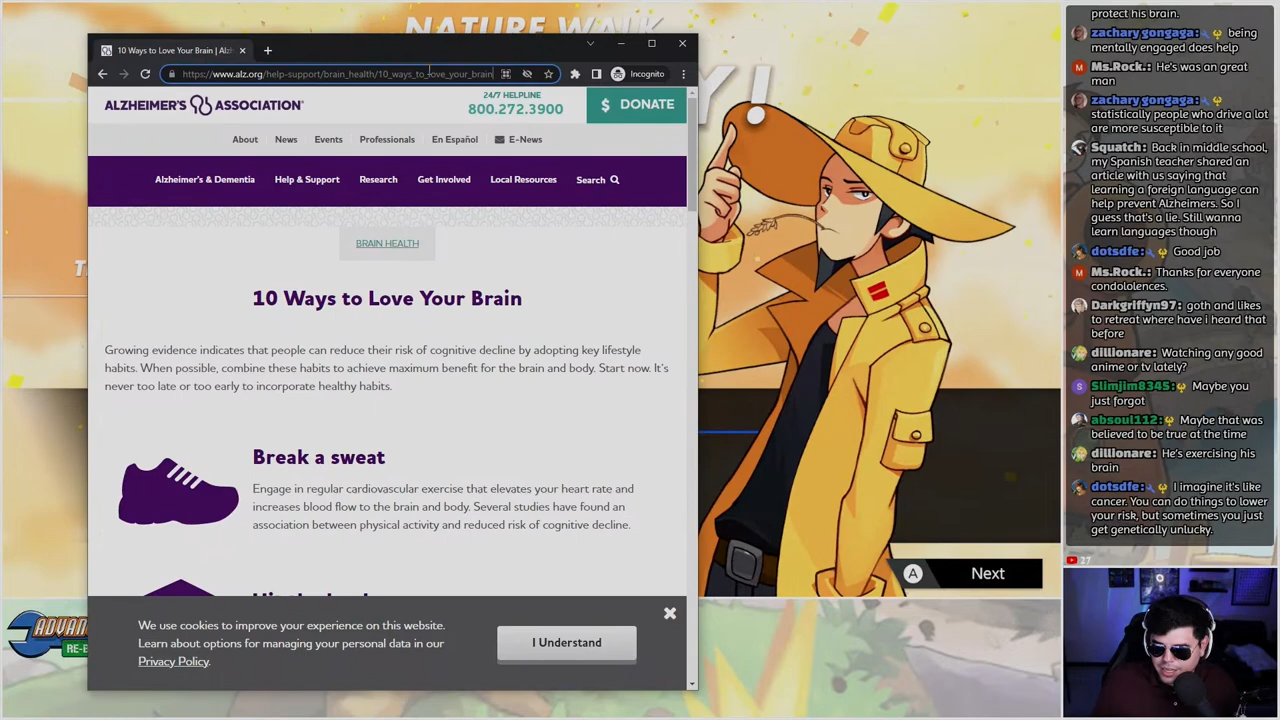 NATURE WALK
Y!
T
10 Ways to Love Your Brain | Alz
Incognito
https://www.alz.org/help-support/brain_health/10_ways_to_love_your_brain
ALZHEIMER'S ASSOCIATION®
24/7 HELPLINE
800.272.3900
$ DONATE
About News Events Professionals En Español E-News
Alzheimer's & Dementia Help & Support Research Get Involved Local Resources Search
BRAIN HEALTH
10 Ways to Love Your Brain
Growing evidence indicates that people can reduce their risk of cognitive decline by adopting key lifestyle
habits. When possible, combine these habits to achieve maximum benefit for the brain and body. Start now. It's
never too late or too early to incorporate healthy habits.
Break a sweat
Engage in regular cardiovascular exercise that elevates your heart rate and
increases blood flow to the brain and body. Several studies have found an
association between physical activity and reduced risk of cognitive decline.
We use cookies to improve your experience on this website.
Learn about options for managing your personal data in our
Privacy Policy.
I Understand
A Next
ADVAN
RE-B
protect his brain.
zachary gongaga: being
mentally engaged does help
Ms.Rock.: He's was an great
man
zachary gongaga:
statistically people who drive a lot
are more susceptible to it
Squatch: Back in middle school,
my Spanish teacher shared an
article with us saying that
learning a foreign language can
help prevent Alzheimers. So I
guess that's a lie. Still wanna
learn languages though
dotsdfe: Good job
Ms.Rock.: Thanks for everyone
condololences.
Darkgriffyn97: goth and likes
to retreat where have i heard that
before
dillionare: Watching any good
anime or tv lately?
Slimjim8345: Maybe you
just forgot
absoul112: Maybe that was
believed to be true at the time
dillionare: He's exercising his
brain
dotsdfe: I imagine it's like
cancer. You can do things to lower
your risk, but sometimes you just
get genetically unlucky.
27